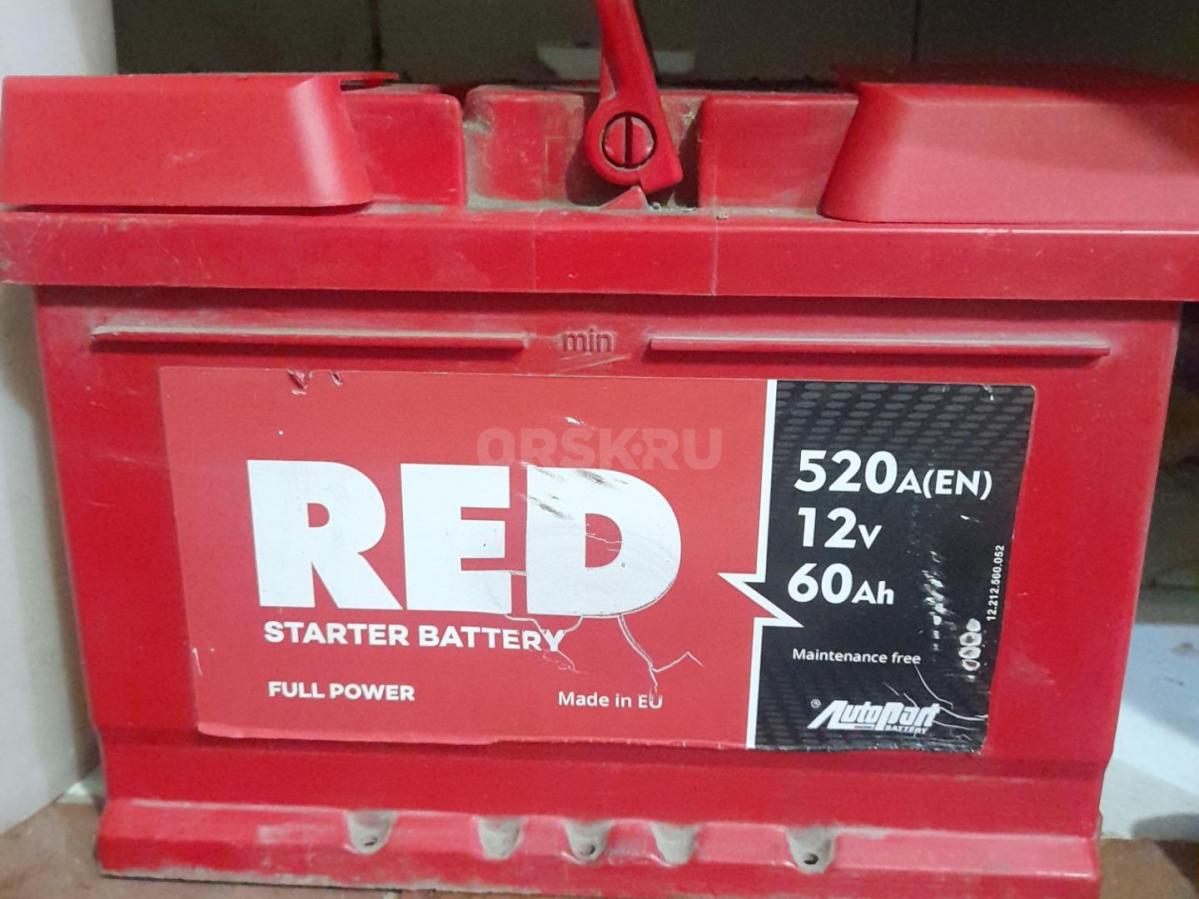 min
ORSK.RU
RED
STARTER BATTERY
FULL POWER
Made in EU
520A(EN)
12v
60Ah
12.212.560.052
Maintenance free
® AutoPart
BATTERY